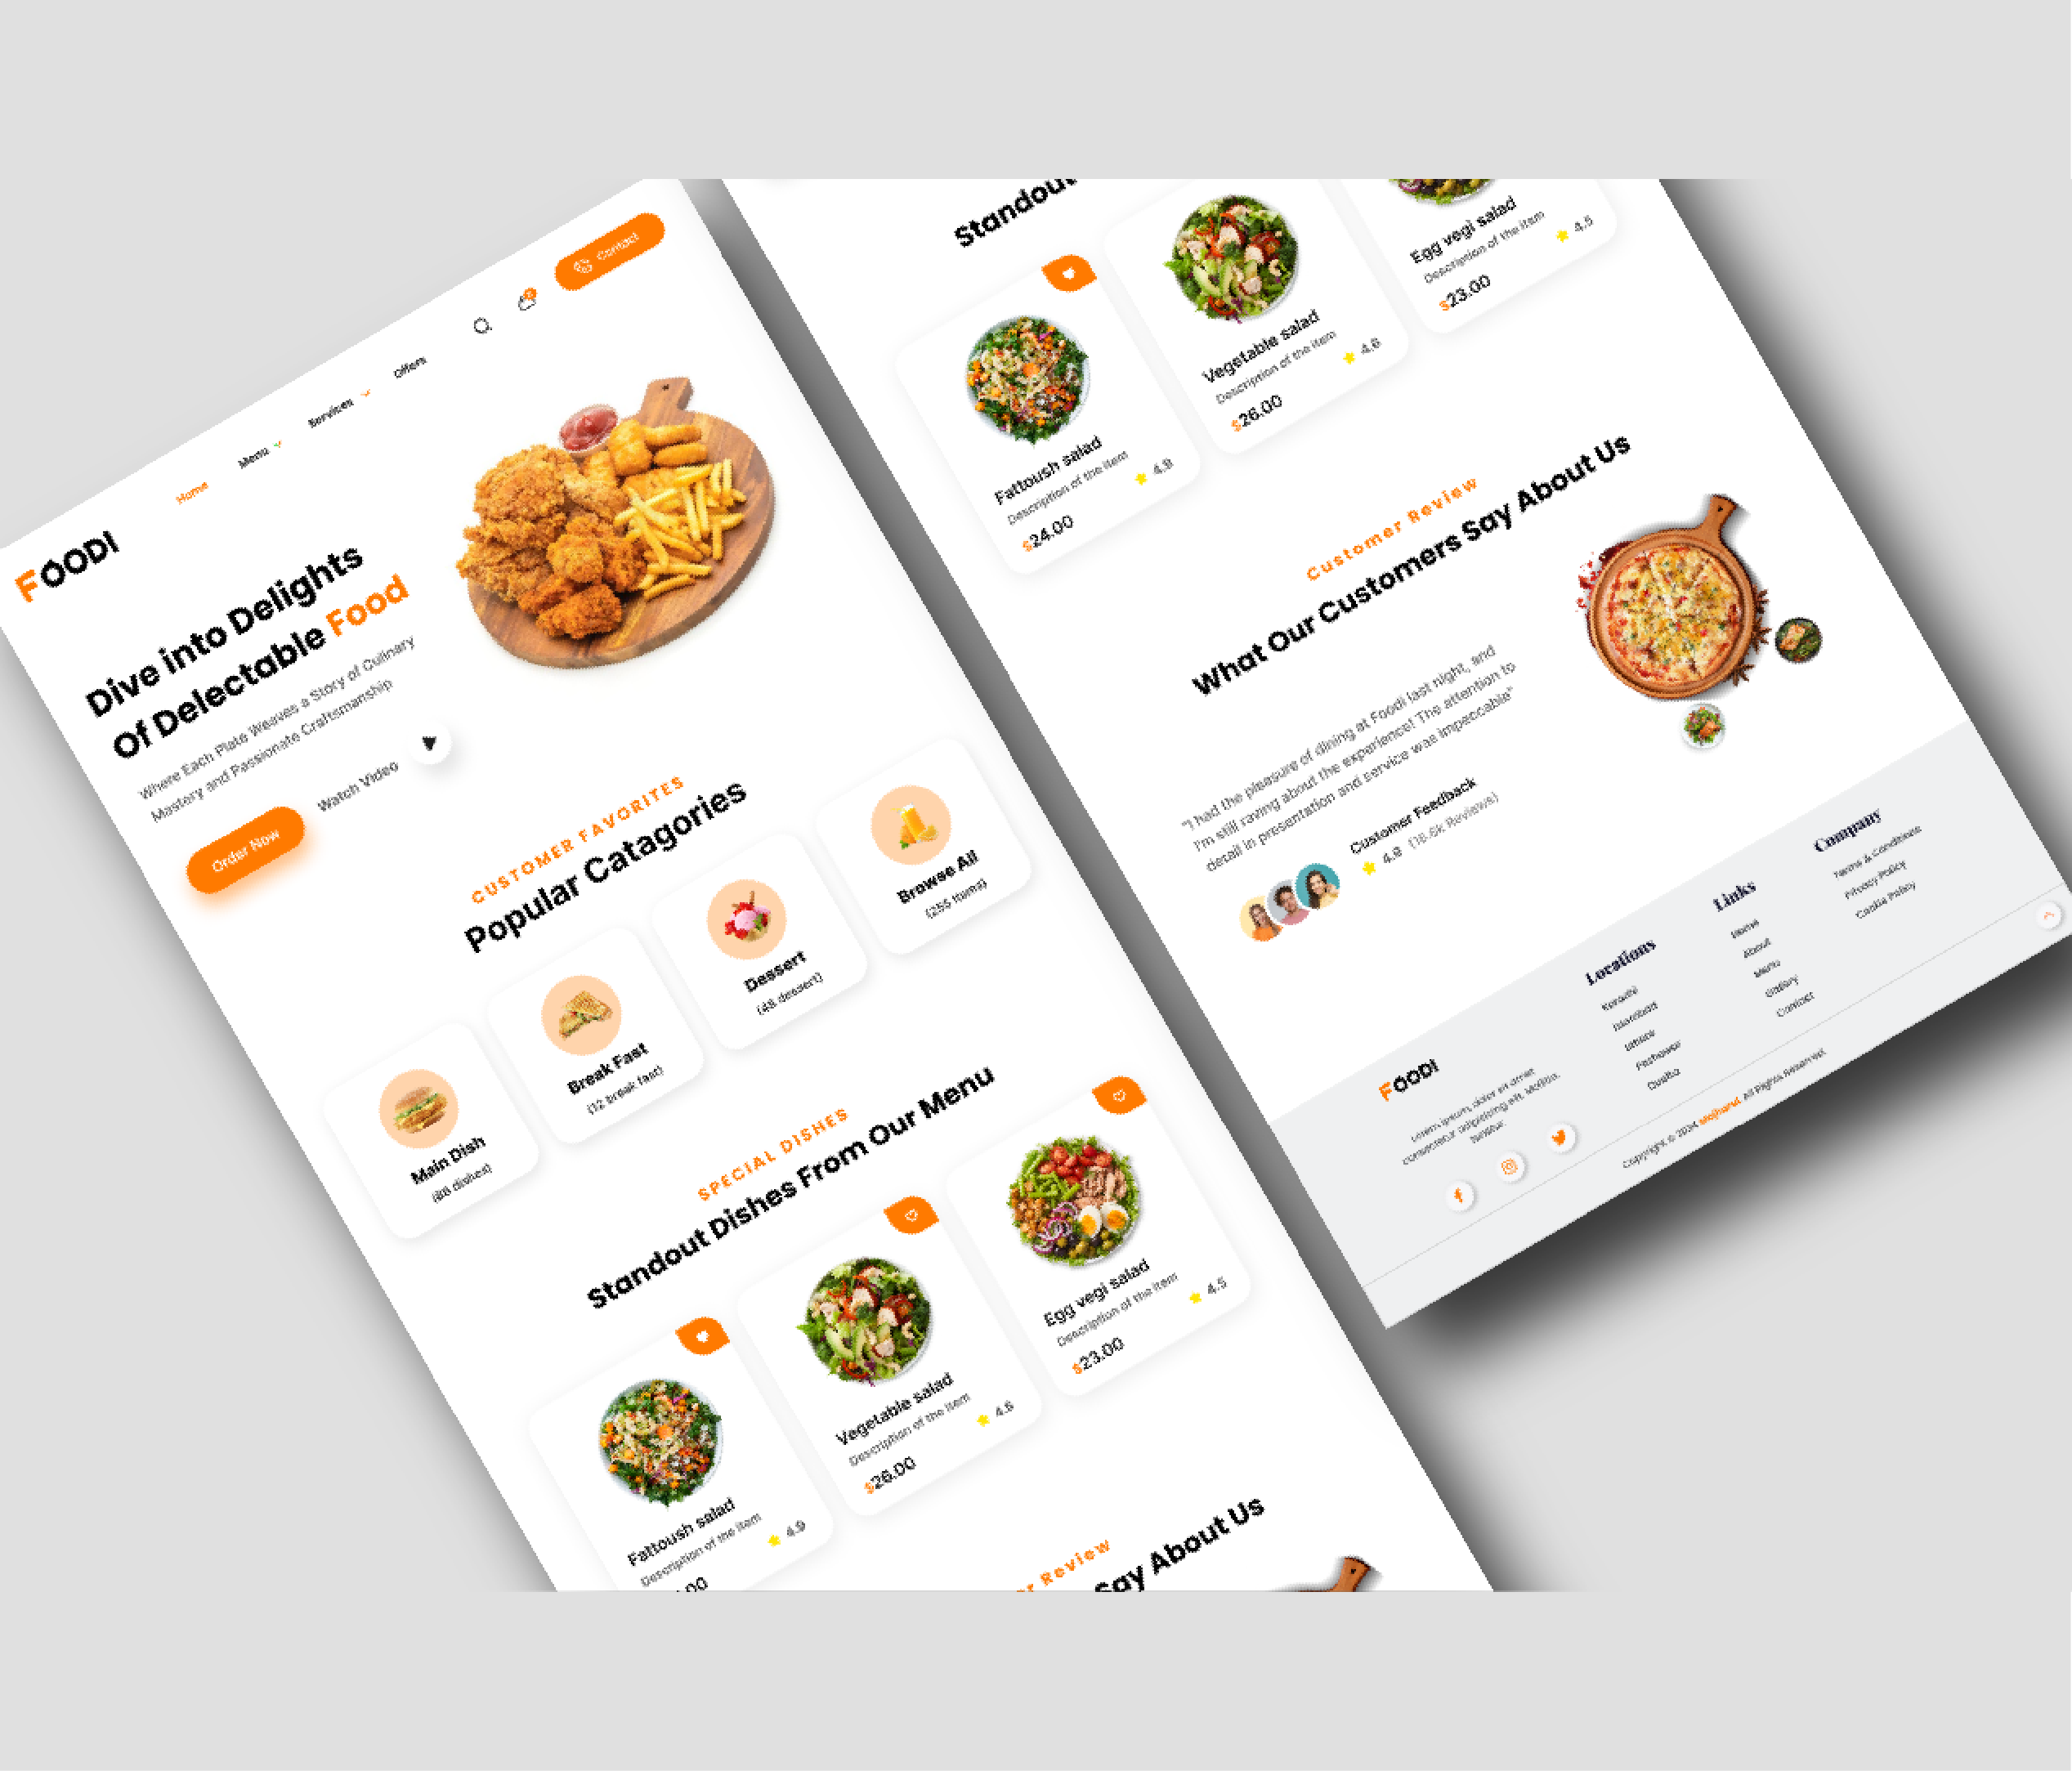 FOODI
Home
Menu
Services
Offers
Contact
Dive into Delights
Of Delectable Food
Where Each Plate Weaves a Story of Culinary
Mastery and Passionate Craftsmanship
Order Now
Watch Video
CUSTOMER FAVORITES
Popular Catagories
Main Dish
(86 dishes)
Break Fast
(12 break fast)
Dessert
(48 dessert)
Browse All
(255 Items)
SPECIAL DISHES
Standout Dishes From Our Menu
Fattoush salad
Description of the item
.00
4.9
Vegetable salad
Description of the item
$26.00
4.6
Egg vegi salad
Description of the item
$23.00
4.5
r Review
Say About Us
Standout
Fattoush salad
Description of the item
$24.00
4.9
Vegetable salad
Description of the item
$26.00
4.6
Egg vegi salad
Description of the item
$23.00
4.5
Customer Review
What Our Customers Say About Us
"I had the pleasure of dining at Foodi last night, and
I'm still raving about the experience! The attention to
detail in presentation and service was impeccable"
Customer Feedback
4.9 (18.6k Reviews)
FOODI
Lorem ipsum, dolor sit amet
consectetur adipisicing elit. Mollitia,
Locations
Karachi
Islamabad
Lahore
Peshawar
Quetta
Links
Home
About
Menu
Gallery
Contact
Company
Terms & Conditions
Privacy Policy
Cookie Policy
Copyright © 2024
All Rights Reserved.